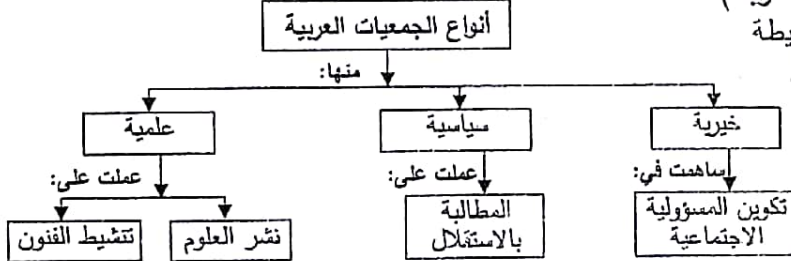 يطة
أنواع الجمعيات العربية
منها:
خيرية
سياسية
علمية
ساهمت في:
عملت على:
عملت على:
تكوين المسؤولية
الاجتماعية
المطالبة
بالاستقلال
نشر العلوم
تنشيط الفنون